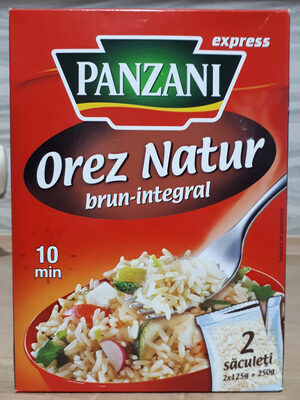 express
PANZANI
Orez Natur
brun-integral
10
min
2
săculeți
2x125g = 250g